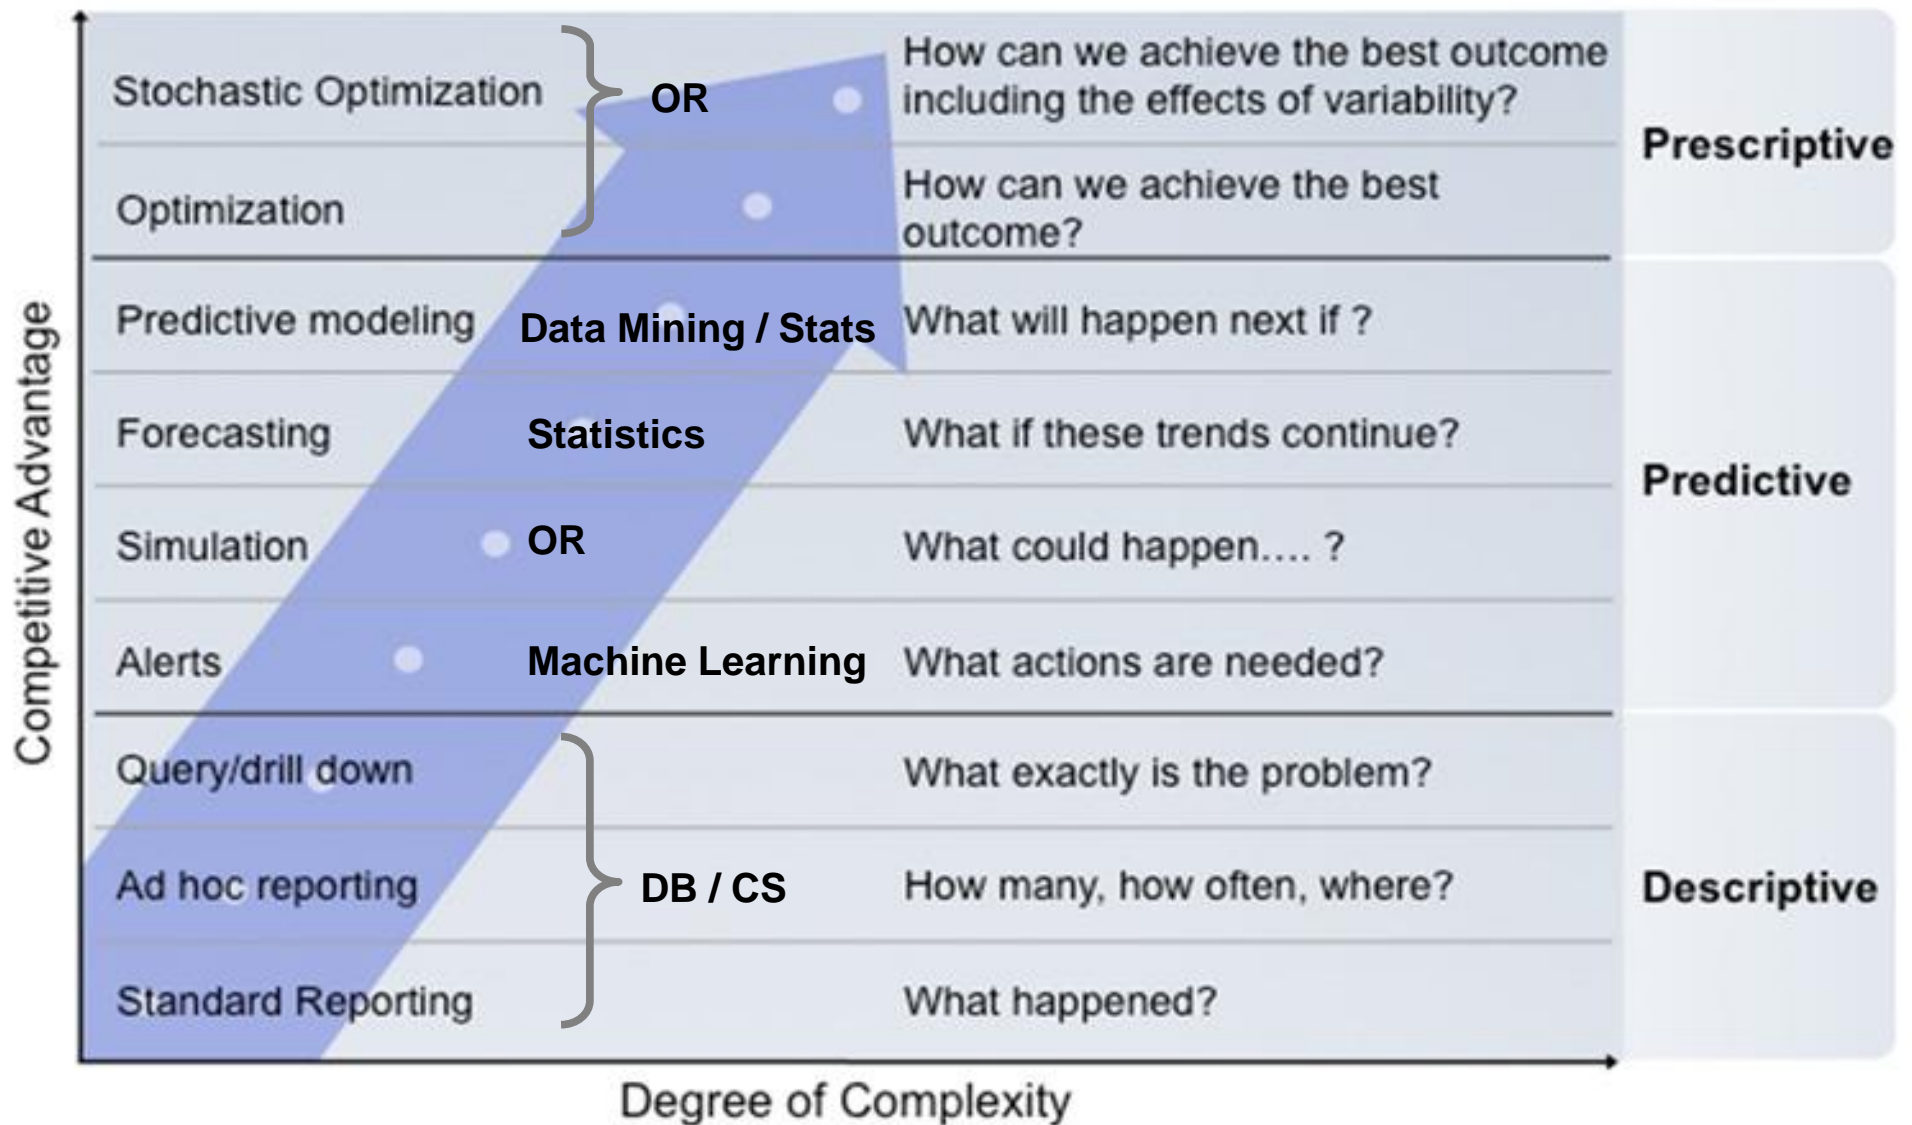 Competitive Advantage
Stochastic Optimization
OR
How can we achieve the best outcome
including the effects of variability?
Prescriptive
Optimization
How can we achieve the best
outcome?
Predictive modeling
Data Mining / Stats
What will happen next if ?
Forecasting
Statistics
What if these trends continue?
Predictive
Simulation
OR
What could happen.... ?
Alerts
Machine Learning
What actions are needed?
Query/drill down
What exactly is the problem?
Ad hoc reporting
DB / CS
How many, how often, where?
Descriptive
Standard Reporting
What happened?
Degree of Complexity